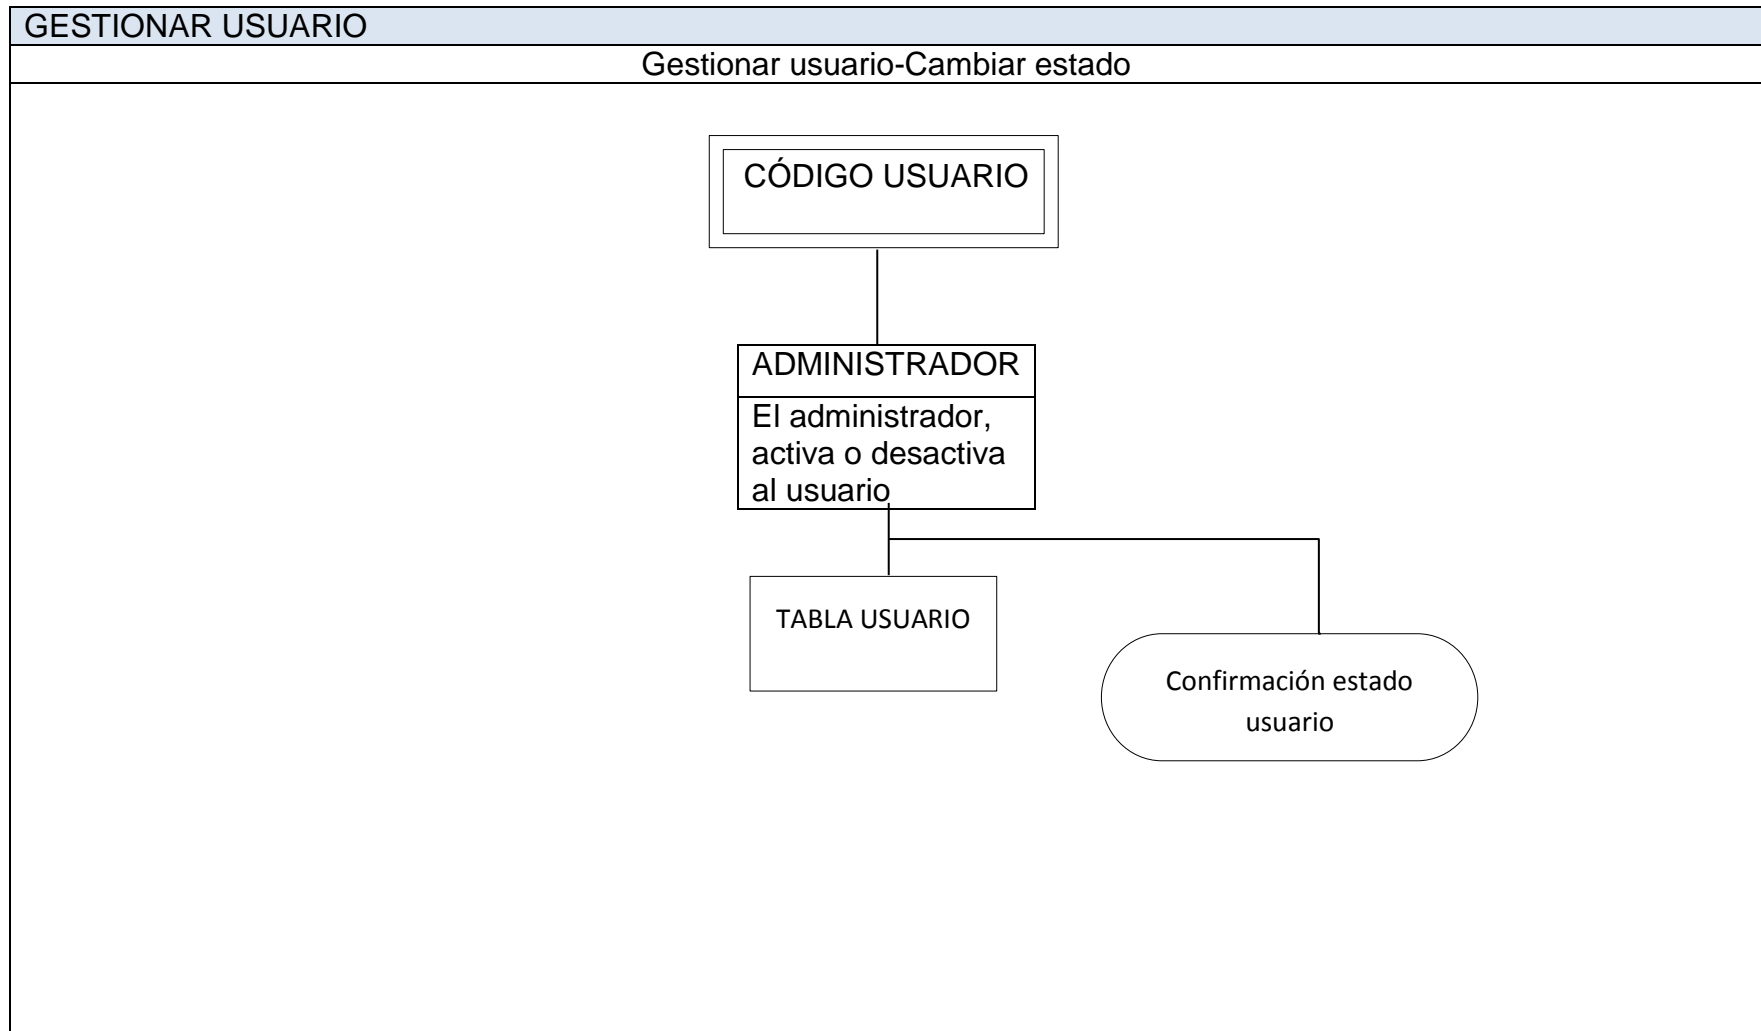 GESTIONAR USUARIO
Gestionar usuario-Cambiar estado
CÓDIGO USUARIO
ADMINISTRADOR
El administrador,
activa o desactiva
al usuario
TABLA USUARIO
Confirmación estado
usuario